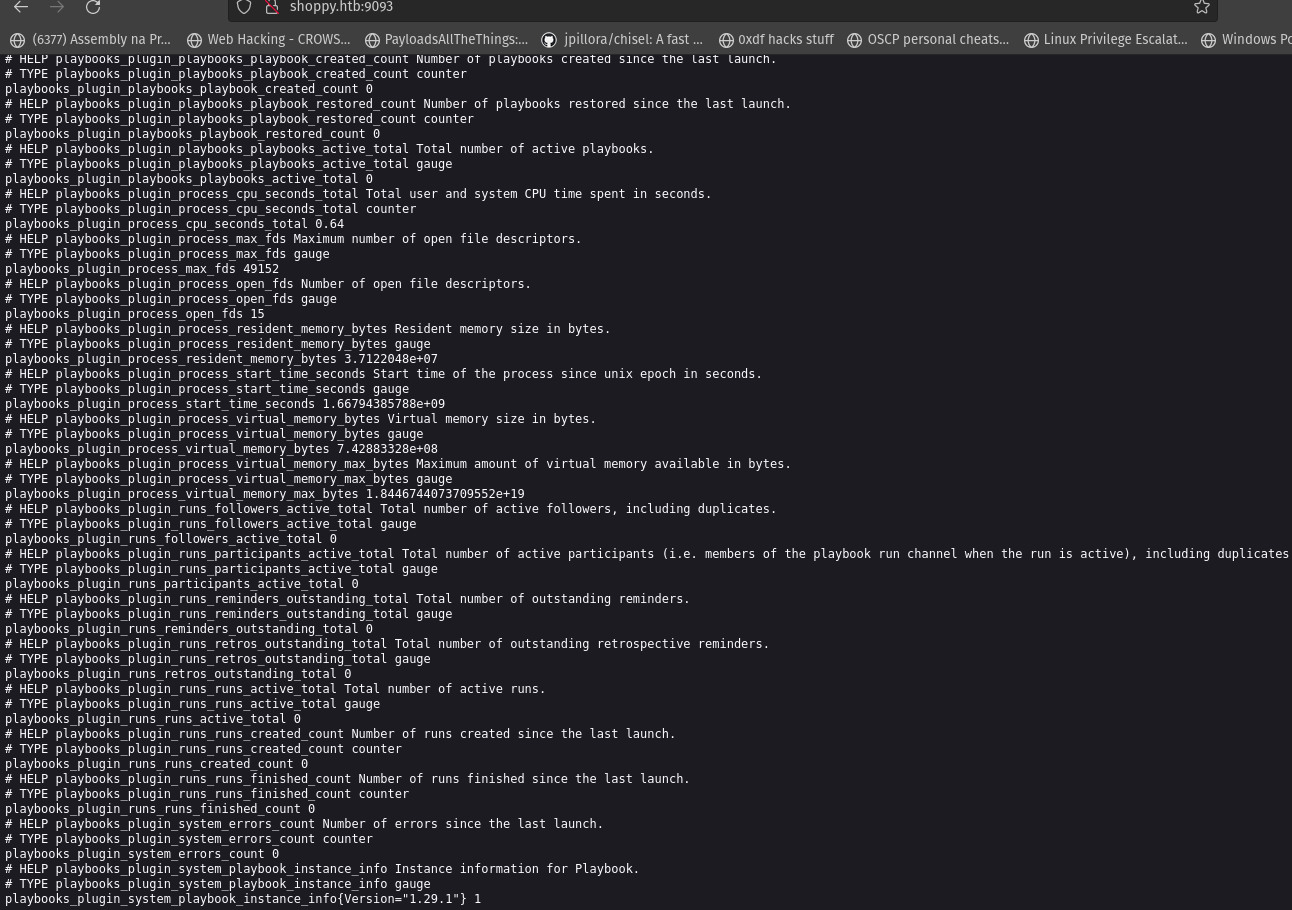 shoppy.htb:9093
(6377) Assembly na Pr... Web Hacking - CROWS... PayloadsAllTheThings:... jpillora/chisel: A fast ... 0xdf hacks stuff OSCP personal cheats... Linux Privilege Escalat... Windows Po
# HELP playbooks_plugin_playbooks_playbook_created_count Number of playbooks created since the last launch.
# TYPE playbooks_plugin_playbooks_playbook_created_count counter
playbooks_plugin_playbooks_playbook_created_count 0
# HELP playbooks_plugin_playbooks_playbook_restored_count Number of playbooks restored since the last launch.
# TYPE playbooks_plugin_playbooks_playbook_restored_count counter
playbooks_plugin_playbooks_playbook_restored_count 0
# HELP playbooks_plugin_playbooks_playbooks_active_total Total number of active playbooks.
# TYPE playbooks_plugin_playbooks_playbooks_active_total gauge
playbooks_plugin_playbooks_playbooks_active_total 0
# HELP playbooks_plugin_process_cpu_seconds_total Total user and system CPU time spent in seconds.
# TYPE playbooks_plugin_process_cpu_seconds_total counter
playbooks_plugin_process_cpu_seconds_total 0.64
# HELP playbooks_plugin_process_max_fds Maximum number of open file descriptors.
# TYPE playbooks_plugin_process_max_fds gauge
playbooks_plugin_process_max_fds 49152
# HELP playbooks_plugin_process_open_fds Number of open file descriptors.
# TYPE playbooks_plugin_process_open_fds gauge
playbooks_plugin_process_open_fds 15
# HELP playbooks_plugin_process_resident_memory_bytes Resident memory size in bytes.
# TYPE playbooks_plugin_process_resident_memory_bytes gauge
playbooks_plugin_process_resident_memory_bytes 3.7122048e+07
# HELP playbooks_plugin_process_start_time_seconds Start time of the process since unix epoch in seconds.
# TYPE playbooks_plugin_process_start_time_seconds gauge
playbooks_plugin_process_start_time_seconds 1.66794385788e+09
# HELP playbooks_plugin_process_virtual_memory_bytes Virtual memory size in bytes.
# TYPE playbooks_plugin_process_virtual_memory_bytes gauge
playbooks_plugin_process_virtual_memory_bytes 7.42883328e+08
# HELP playbooks_plugin_process_virtual_memory_max_bytes Maximum amount of virtual memory available in bytes.
# TYPE playbooks_plugin_process_virtual_memory_max_bytes gauge
playbooks_plugin_process_virtual_memory_max_bytes 1.8446744073709552e+19
# HELP playbooks_plugin_runs_followers_active_total Total number of active followers, including duplicates.
# TYPE playbooks_plugin_runs_followers_active_total gauge
playbooks_plugin_runs_followers_active_total 0
# HELP playbooks_plugin_runs_participants_active_total Total number of active participants (i.e. members of the playbook run channel when the run is active), including duplicates
# TYPE playbooks_plugin_runs_participants_active_total gauge
playbooks_plugin_runs_participants_active_total 0
# HELP playbooks_plugin_runs_reminders_outstanding_total Total number of outstanding reminders.
# TYPE playbooks_plugin_runs_reminders_outstanding_total gauge
playbooks_plugin_runs_reminders_outstanding_total 0
# HELP playbooks_plugin_runs_retros_outstanding_total Total number of outstanding retrospective reminders.
# TYPE playbooks_plugin_runs_retros_outstanding_total gauge
playbooks_plugin_runs_retros_outstanding_total 0
# HELP playbooks_plugin_runs_runs_active_total Total number of active runs.
# TYPE playbooks_plugin_runs_runs_active_total gauge
playbooks_plugin_runs_runs_active_total 0
# HELP playbooks_plugin_runs_runs_created_count Number of runs created since the last launch.
# TYPE playbooks_plugin_runs_runs_created_count counter
playbooks_plugin_runs_runs_created_count 0
# HELP playbooks_plugin_runs_runs_finished_count Number of runs finished since the last launch.
# TYPE playbooks_plugin_runs_runs_finished_count counter
playbooks_plugin_runs_runs_finished_count 0
# HELP playbooks_plugin_system_errors_count Number of errors since the last launch.
# TYPE playbooks_plugin_system_errors_count counter
playbooks_plugin_system_errors_count 0
# HELP playbooks_plugin_system_playbook_instance_info Instance information for Playbook.
# TYPE playbooks_plugin_system_playbook_instance_info gauge
playbooks_plugin_system_playbook_instance_info{Version="1.29.1"} 1